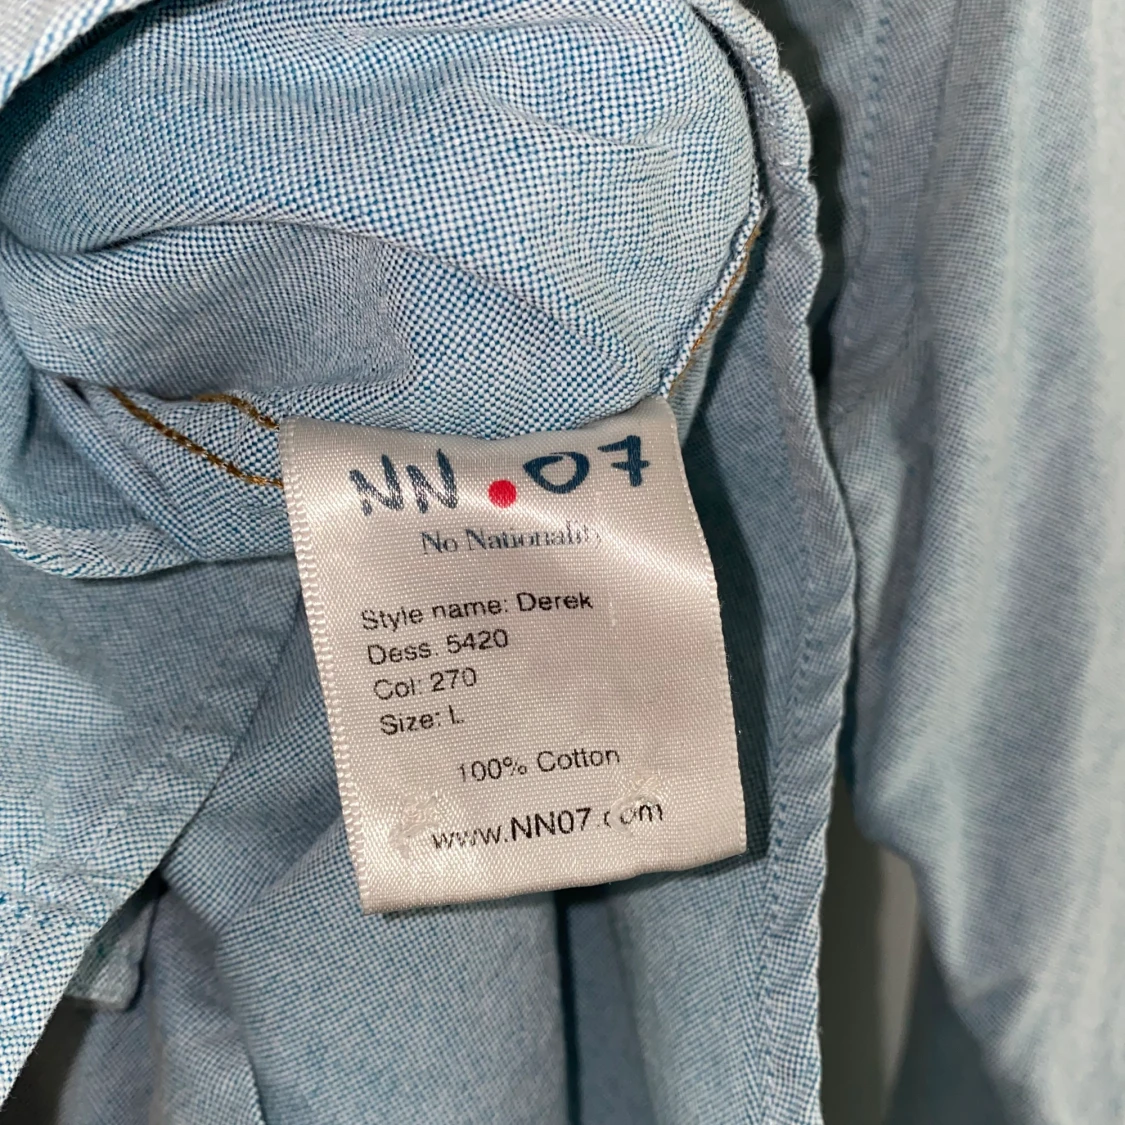 NN.07
No Nationality
Style name: Derek
Dess. 5420
Col: 270
Size: L
100% Cotton
www.NN07.com